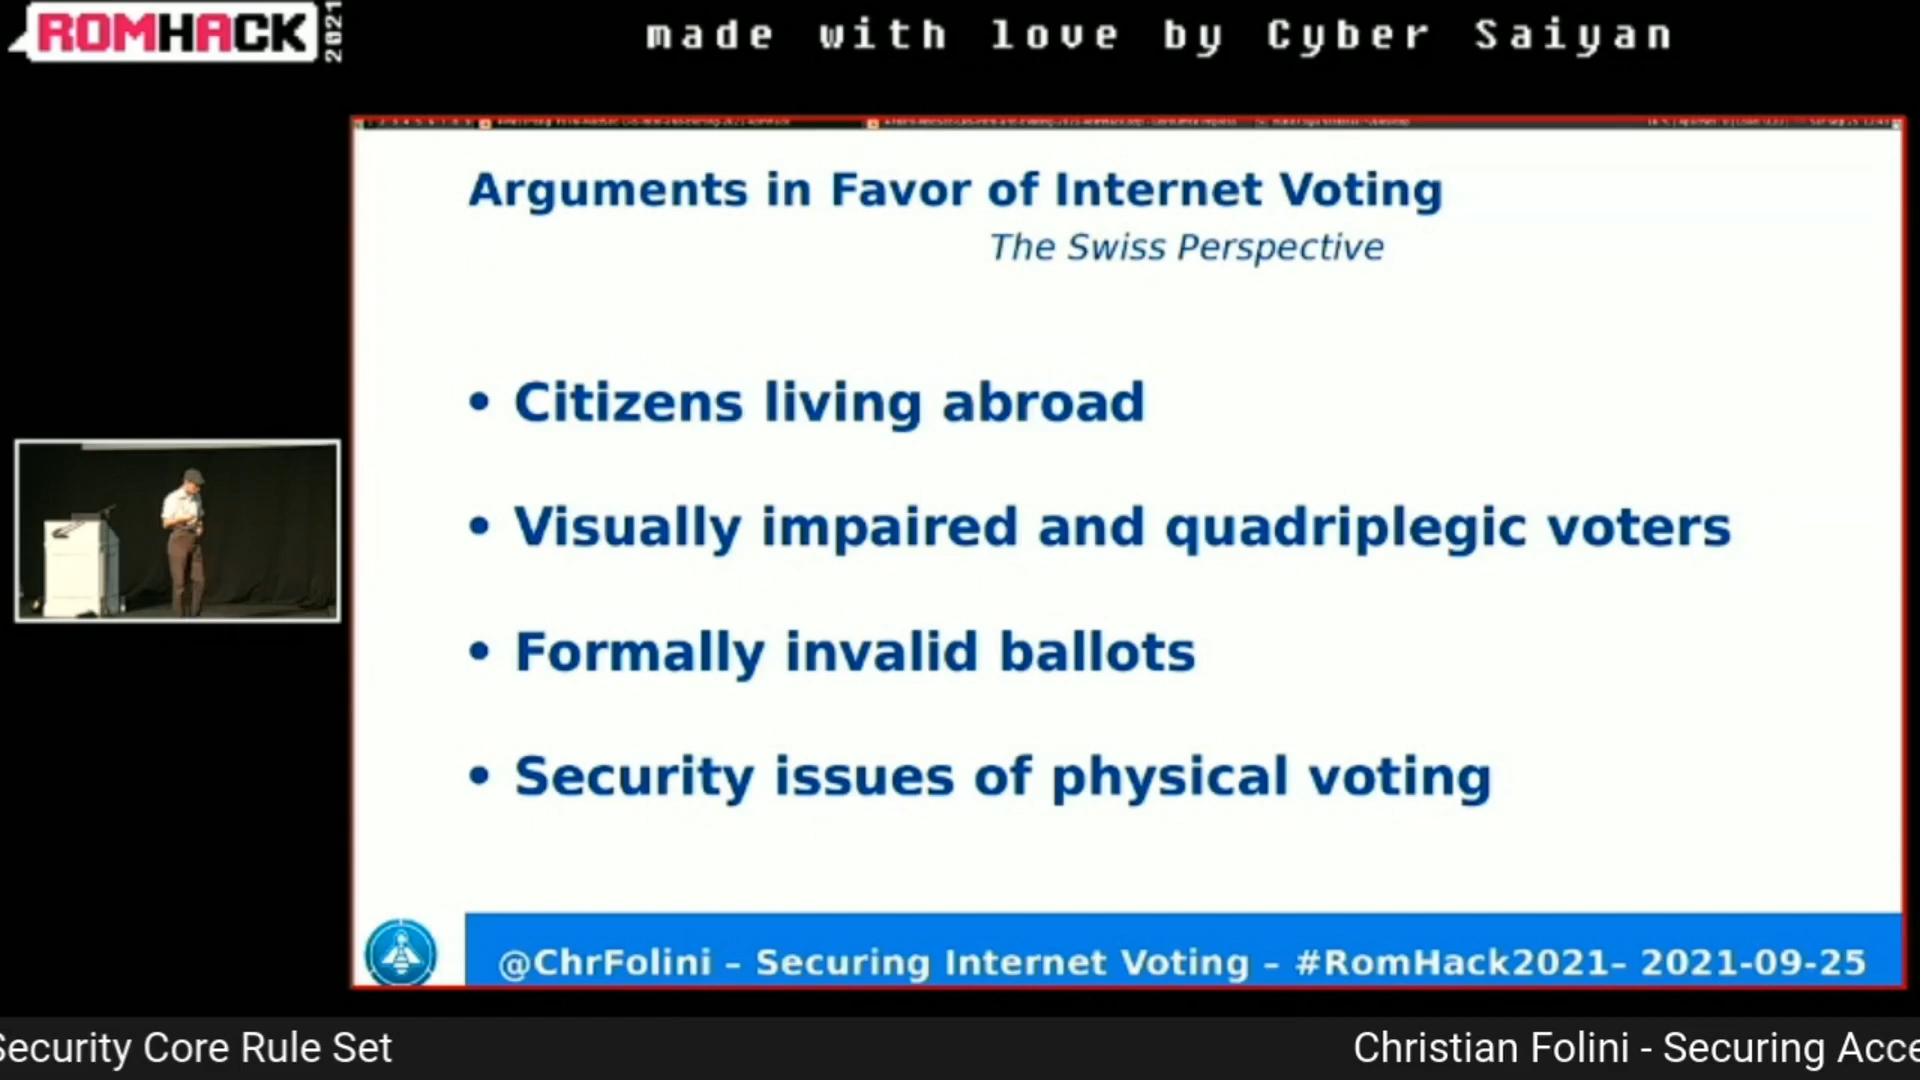 ROMHACK 2021
made with love by Cyber Saiyan
Arguments in Favor of Internet Voting
The Swiss Perspective
• Citizens living abroad
• Visually impaired and quadriplegic voters
• Formally invalid ballots
• Security issues of physical voting
@ChrFolini – Securing Internet Voting – #RomHack2021– 2021-09-25
Security Core Rule Set
Christian Folini - Securing Acce